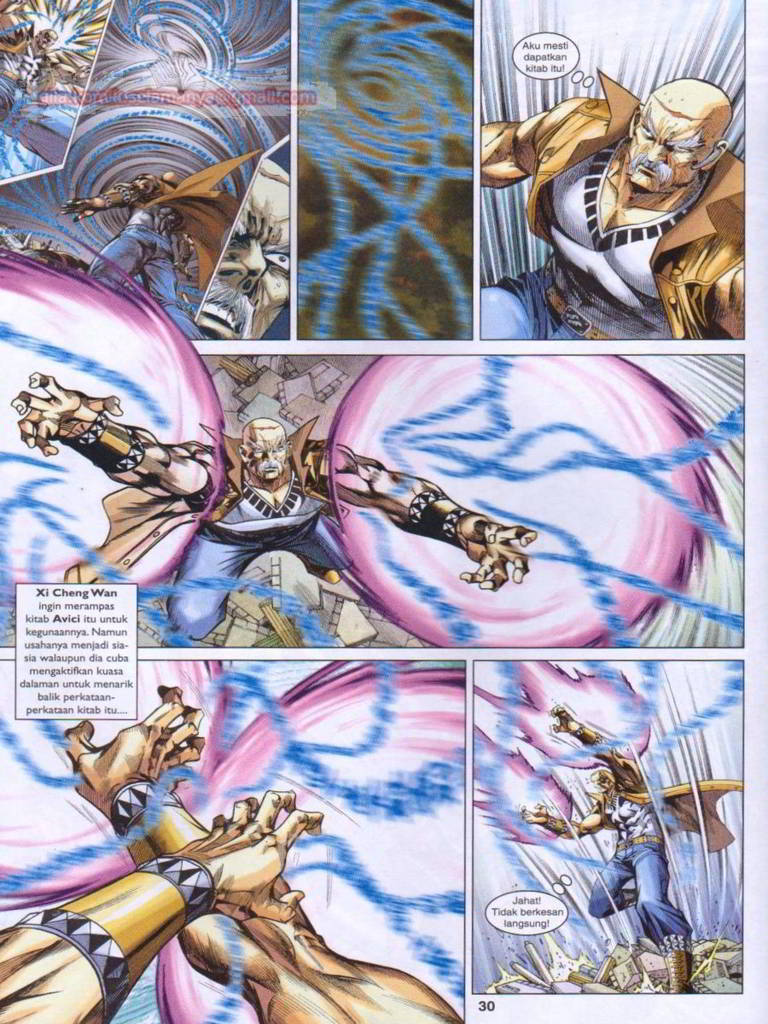 Aku mesti
dapatkan
kitab itu!
Xi Cheng Wan
ingin merampas
kitab Avici itu untuk
kegunaannya. Namun
usahanya menjadi sia-
sia walaupun dia cuba
mengaktifkan kuasa
dalaman untuk menarik
balik perkataan-
perkataan kitab itu....
Jahat!
Tidak berkesan
langsung!
30